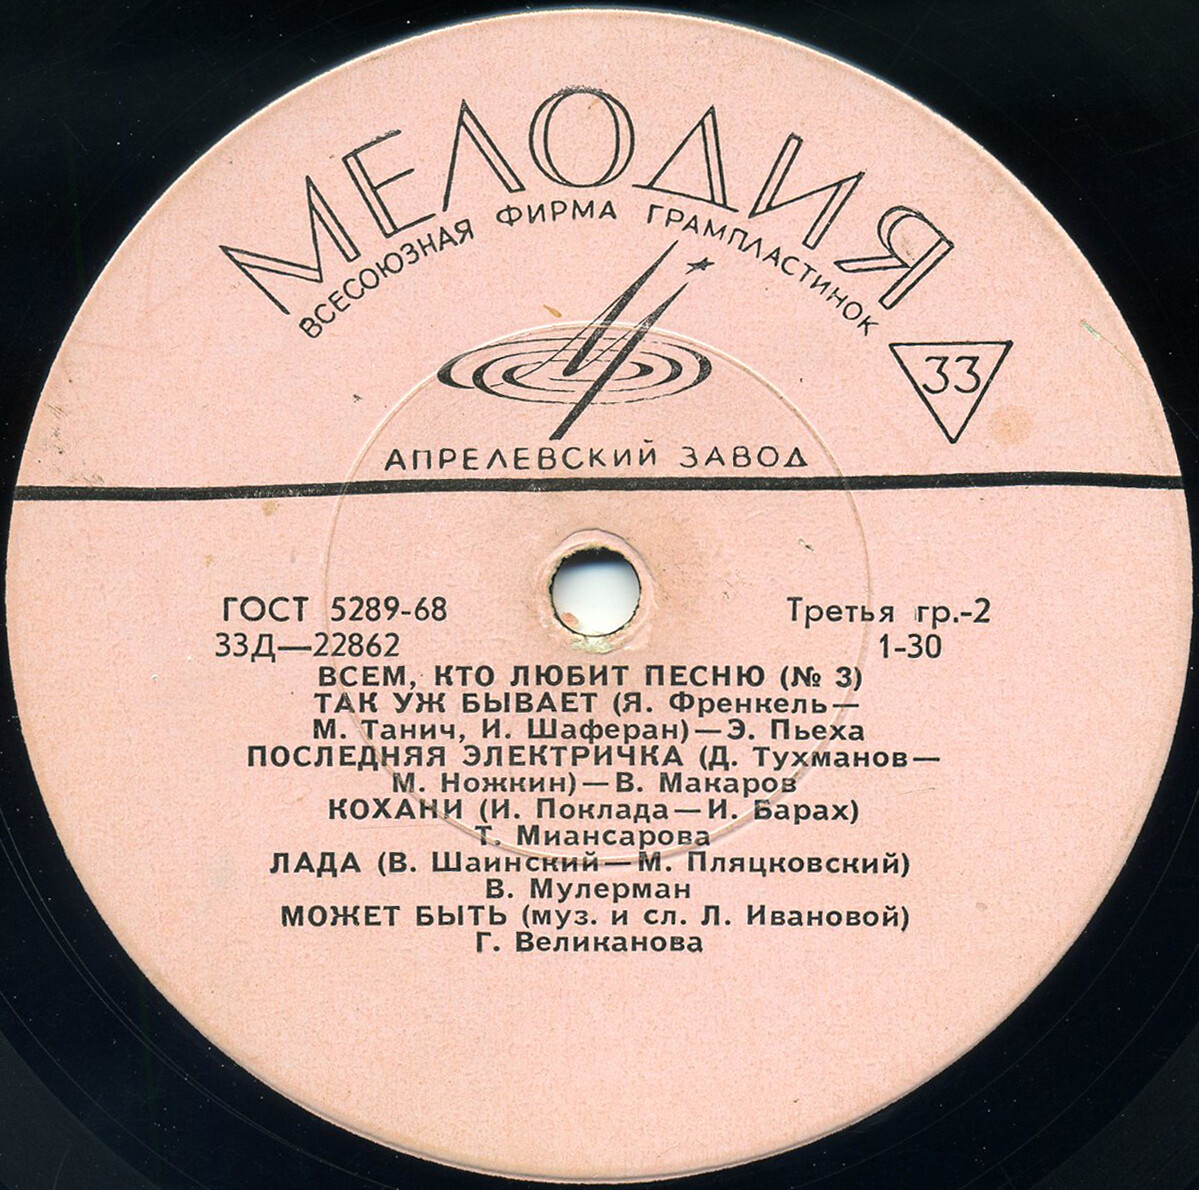 МЕЛОДИЯ
ВСЕСОЮЗНАЯ ФИРМА ГРАМПЛАСТИНОК
33
АПРЕЛЕВСКИЙ ЗАВОД
ГОСТ 5289-68 Третья гр.-2
33Д—22862 1-30
ВСЕМ, КТО ЛЮБИТ ПЕСНЮ (№ 3)
ТАК УЖ БЫВАЕТ (Я. Френкель—
М. Танич, И. Шаферан)—Э. Пьеха
ПОСЛЕДНЯЯ ЭЛЕКТРИЧКА (Д. Тухманов—
М. Ножкин)—В. Макаров
КОХАНИ (И. Поклада—И. Барах)
Т. Миансарова
ЛАДА (В. Шаинский—М. Пляцковский)
В. Мулерман
МОЖЕТ БЫТЬ (муз. и сл. Л. Ивановой)
Г. Великанова